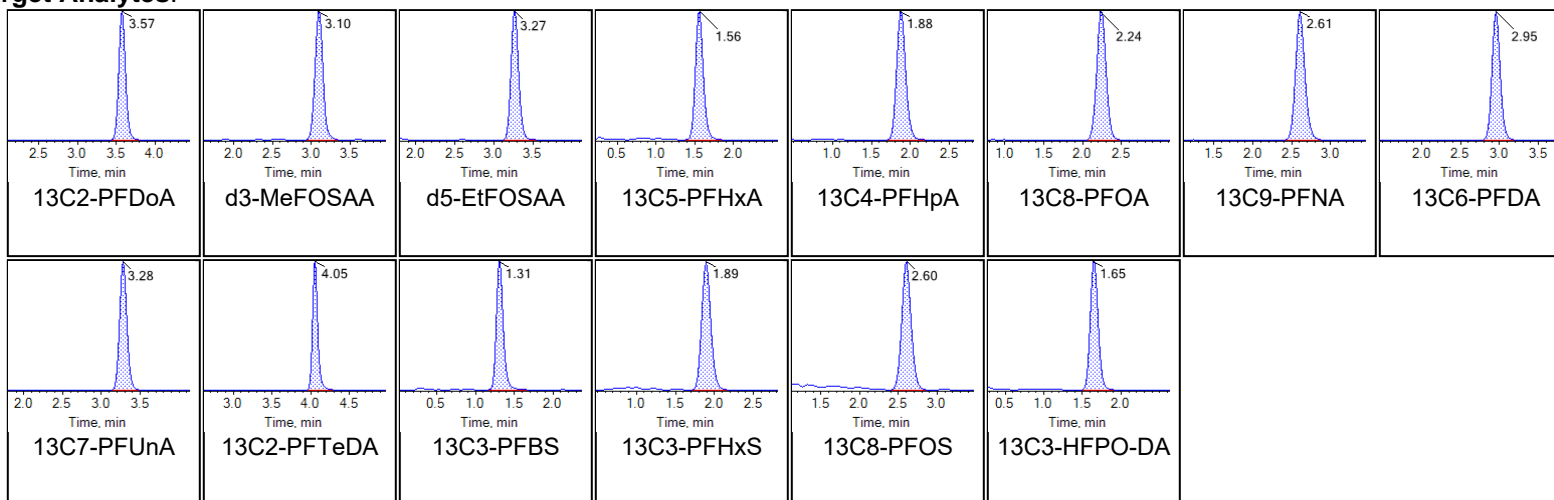 rget Analytes:
3.57 3.10 3.27 1.56 1.88 2.24 2.61 2.95
2.5 3.0 3.5 4.0 2.0 2.5 3.0 3.5 2.0 2.5 3.0 3.5 0.5 1.0 1.5 2.0 1.0 1.5 2.0 2.5 1.0 1.5 2.0 2.5 1.5 2.0 2.5 3.0 2.0 2.5 3.0 3.5
Time, min Time, min Time, min Time, min Time, min Time, min Time, min Time, min
13C2-PFDoA d3-MeFOSAA d5-EtFOSAA 13C5-PFHxA 13C4-PFHpA 13C8-PFOA 13C9-PFNA 13C6-PFDA
3.28 4.05 1.31 1.89 2.60 1.65
2.0 2.5 3.0 3.5 3.0 3.5 4.0 4.5 0.5 1.0 1.5 2.0 1.0 1.5 2.0 2.5 1.5 2.0 2.5 3.0 0.5 1.0 1.5 2.0
Time, min Time, min Time, min Time, min Time, min Time, min
13C7-PFUnA 13C2-PFTeDA 13C3-PFBS 13C3-PFHxS 13C8-PFOS 13C3-HFPO-DA